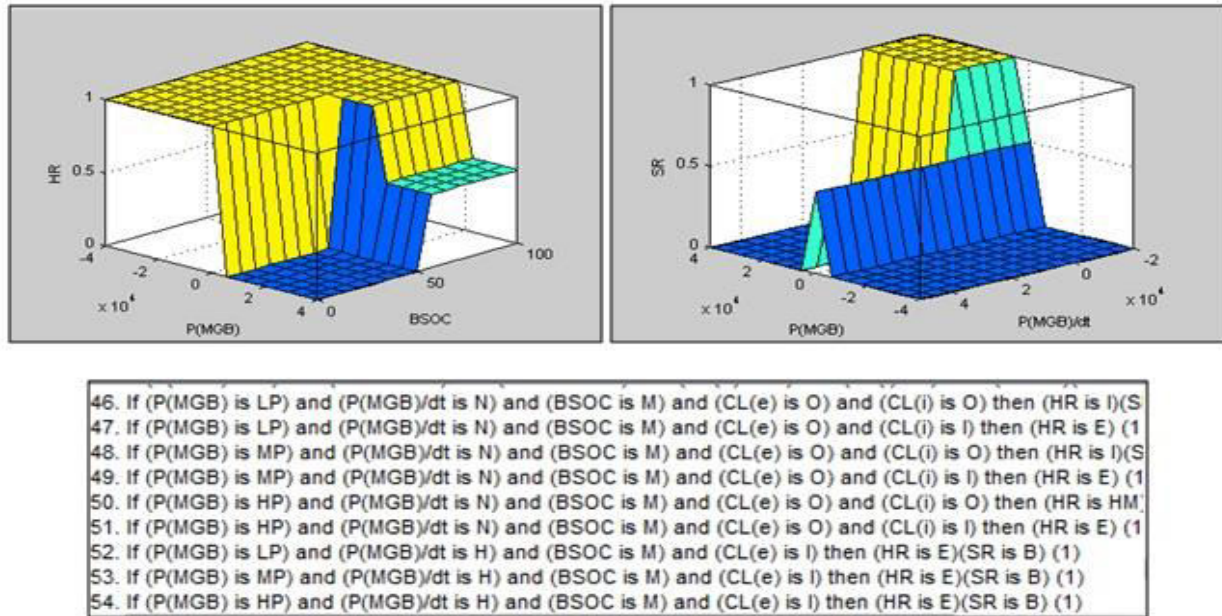 1
0.5
0
HR
-4
-2
0
2
4
x 10⁴
P(MGB)
0
50
100
BSOC
1
0.5
0
SR
4
2
0
-2
-4
x 10⁴
P(MGB)
4
2
0
-2
x 10⁴
P(MGB)/dt
46. If (P(MGB) is LP) and (P(MGB)/dt is N) and (BSOC is M) and (CL(e) is O) and (CL(i) is O) then (HR is I)(S
47. If (P(MGB) is LP) and (P(MGB)/dt is N) and (BSOC is M) and (CL(e) is O) and (CL(i) is I) then (HR is E) (1
48. If (P(MGB) is MP) and (P(MGB)/dt is N) and (BSOC is M) and (CL(e) is O) and (CL(i) is O) then (HR is I)(S
49. If (P(MGB) is MP) and (P(MGB)/dt is N) and (BSOC is M) and (CL(e) is O) and (CL(i) is I) then (HR is E) (1
50. If (P(MGB) is HP) and (P(MGB)/dt is N) and (BSOC is M) and (CL(e) is O) and (CL(i) is O) then (HR is HM)
51. If (P(MGB) is HP) and (P(MGB)/dt is N) and (BSOC is M) and (CL(e) is O) and (CL(i) is I) then (HR is E) (1
52. If (P(MGB) is LP) and (P(MGB)/dt is H) and (BSOC is M) and (CL(e) is I) then (HR is E)(SR is B) (1)
53. If (P(MGB) is MP) and (P(MGB)/dt is H) and (BSOC is M) and (CL(e) is I) then (HR is E)(SR is B) (1)
54. If (P(MGB) is HP) and (P(MGB)/dt is H) and (BSOC is M) and (CL(e) is I) then (HR is E)(SR is B) (1)